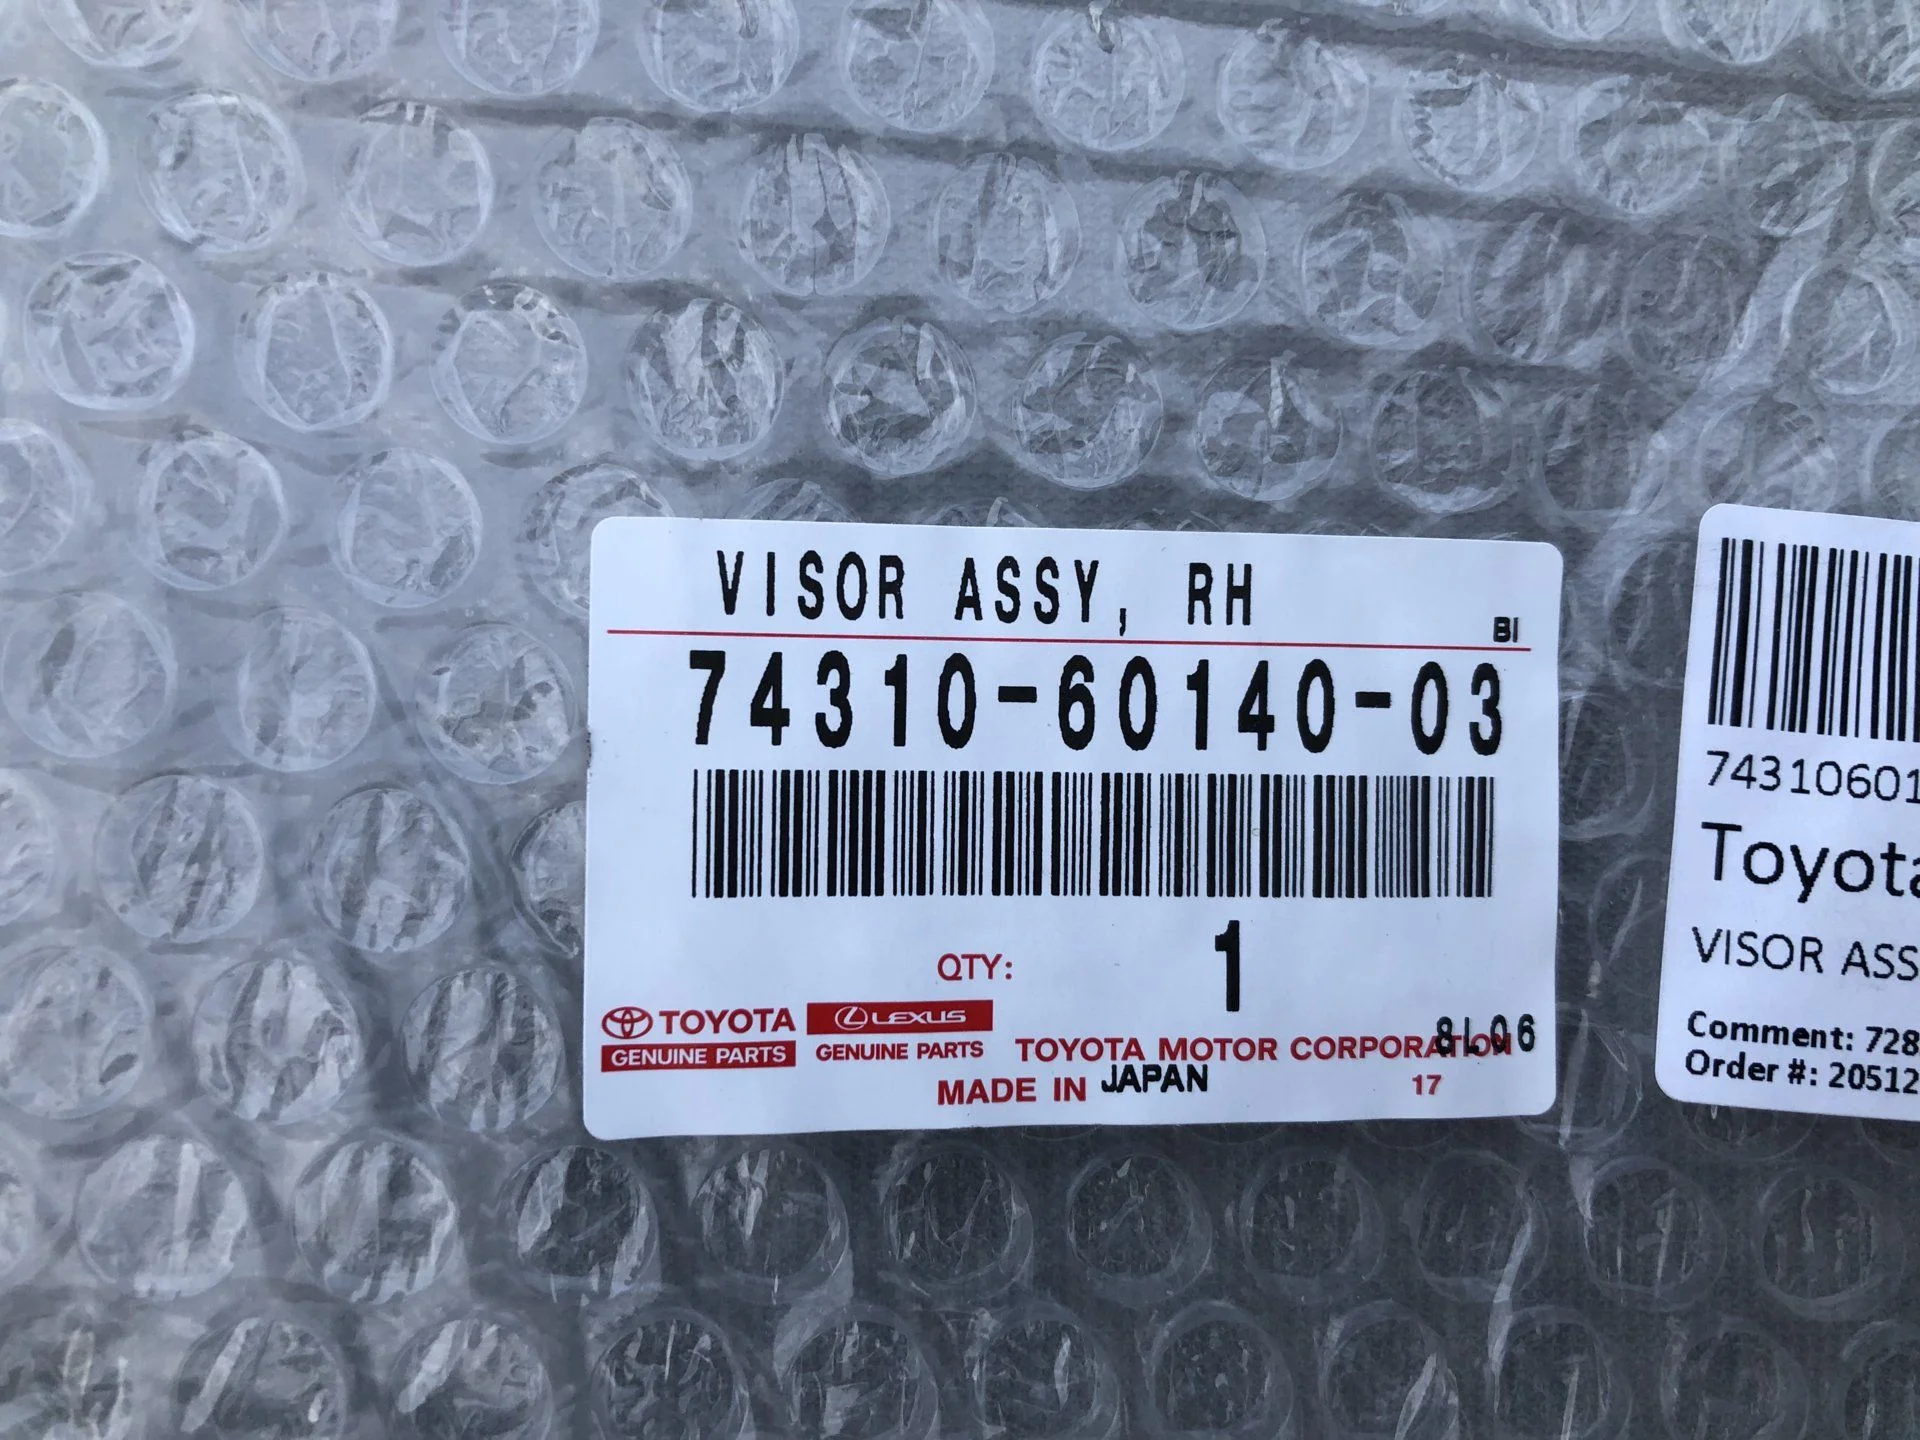 VISOR ASSY, RH
BI
74310-60140-03
QTY: 1
TOYOTA
GENUINE PARTS
LEXUS
GENUINE PARTS
TOYOTA MOTOR CORPORATION
8L06
MADE IN JAPAN
17
74310601
Toyota
VISOR ASS
Comment: 728
Order #: 20512